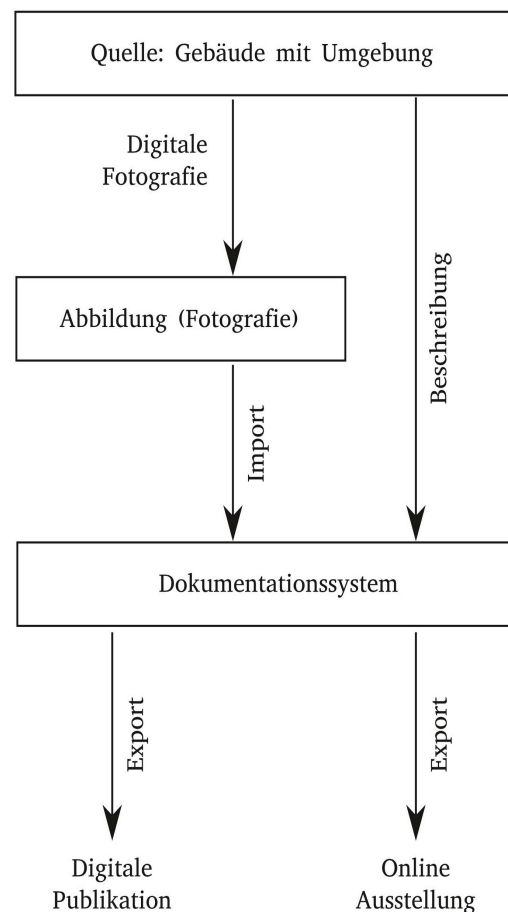 Quelle: Gebäude mit Umgebung
Digitale
Fotografie
Beschreibung
Abbildung (Fotografie)
Import
Dokumentationssystem
Export
Export
Digitale
Publikation
Online
Ausstellung